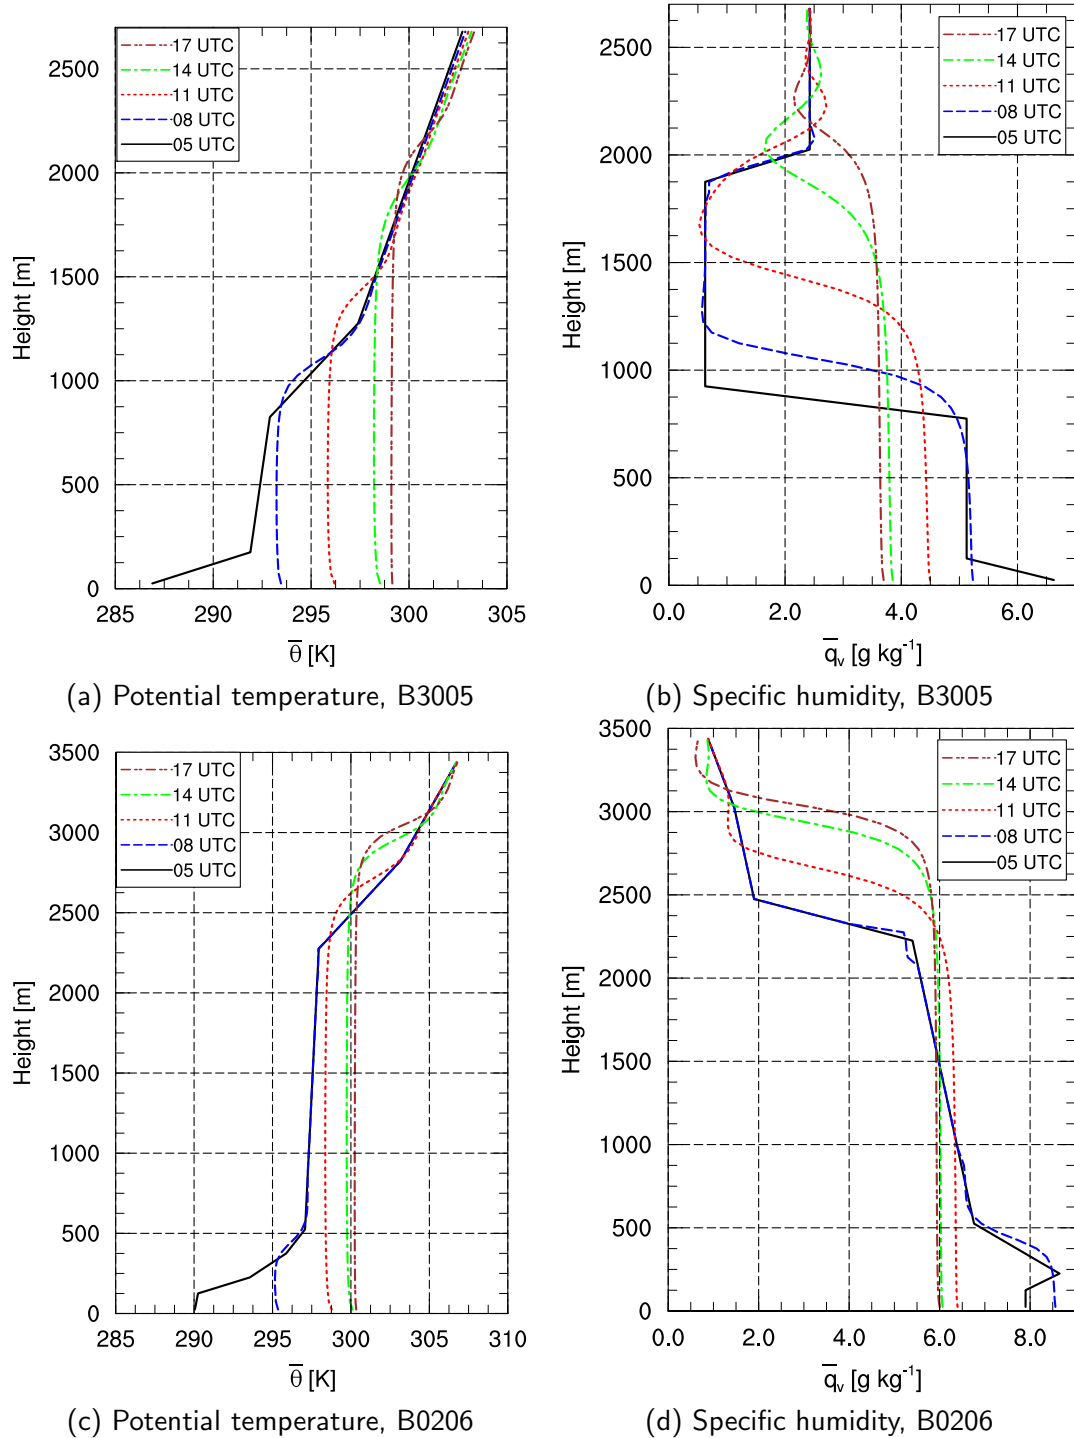 17 UTC
14 UTC
11 UTC
08 UTC
05 UTC
2500
2000
1500
1000
500
0
Height [m]
285 290 295 300 305
θ [K]
(a) Potential temperature, B3005
17 UTC
14 UTC
11 UTC
08 UTC
05 UTC
2500
2000
1500
1000
500
0
Height [m]
0.0 2.0 4.0 6.0
q̅v [g kg⁻¹]
(b) Specific humidity, B3005
17 UTC
14 UTC
11 UTC
08 UTC
05 UTC
3500
3000
2500
2000
1500
1000
500
0
Height [m]
285 290 295 300 305 310
θ̅ [K]
(c) Potential temperature, B0206
17 UTC
14 UTC
11 UTC
08 UTC
05 UTC
3500
3000
2500
2000
1500
1000
500
0
Height [m]
0.0 2.0 4.0 6.0 8.0
q̅v [g kg⁻¹]
(d) Specific humidity, B0206